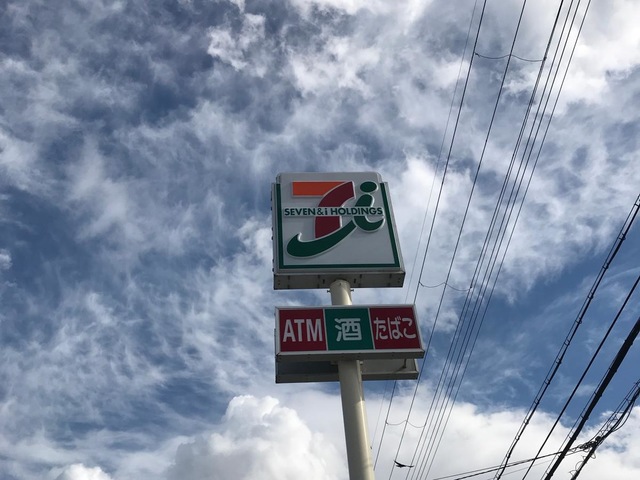 SEVEN & i HOLDINGS
ATM 酒 たばこ